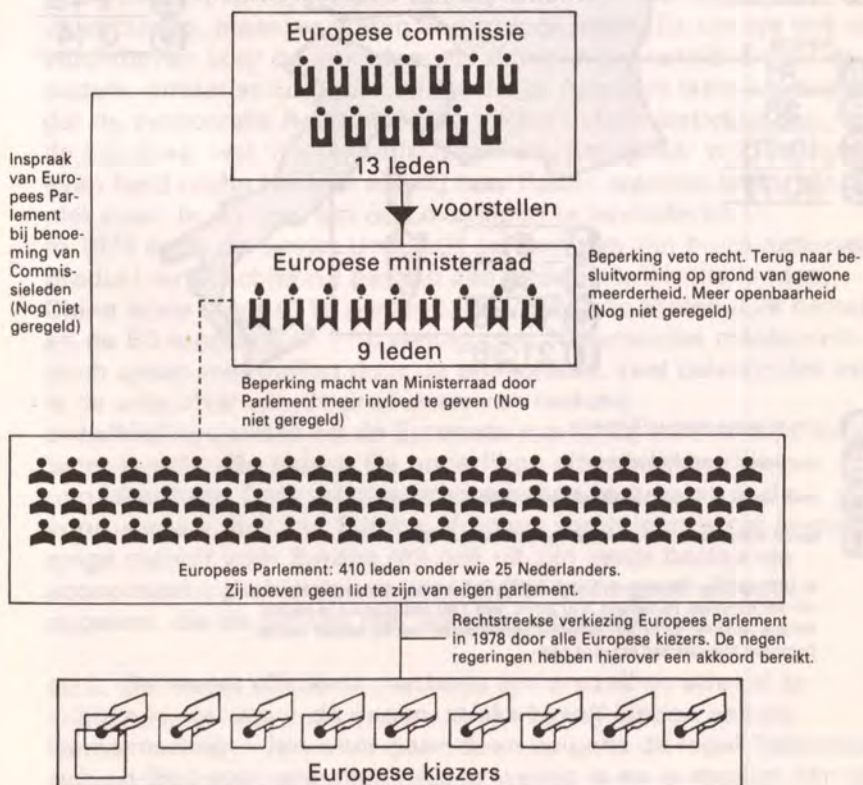 Europese commissie
13 leden
voorstellen
Inspraak
van Euro-
pees Par-
lement
bij benoe-
ming van
Commis-
sieleden
(Nog niet
geregeld)
Europese ministerraad
9 leden
Beperking veto recht. Terug naar be-
sluitvorming op grond van gewone
meerderheid. Meer openbaarheid
(Nog niet geregeld)
Beperking macht van Ministerraad door
Parlement meer invloed te geven (Nog
niet geregeld)
Europees Parlement: 410 leden onder wie 25 Nederlanders.
Zij hoeven geen lid te zijn van eigen parlement.
Rechtstreekse verkiezing Europees Parlement
in 1978 door alle Europese kiezers. De negen
regeringen hebben hierover een akkoord bereikt.
Europese kiezers